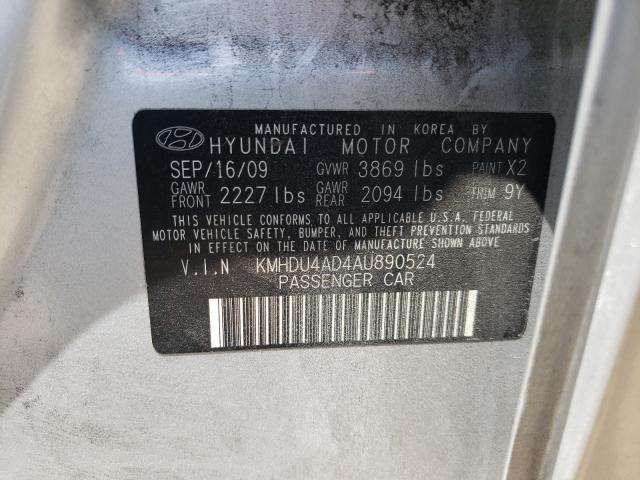 MANUFACTURED IN KOREA BY
HYUNDAI MOTOR COMPANY
SEP/16/09 GVWR 3869 lbs PAINT X2
GAWR FRONT 2227 lbs GAWR REAR 2094 lbs TRIM 9Y
THIS VEHICLE CONFORMS TO ALL APPLICABLE U.S.A. FEDERAL
MOTOR VEHICLE SAFETY, BUMPER, AND THEFT PREVENTION
STANDARDS IN EFFECT ON THE DATE OF MANUFACTURE SHOWN ABOVE.
V.I.N KMHDU4AD4AU890524
PASSENGER CAR